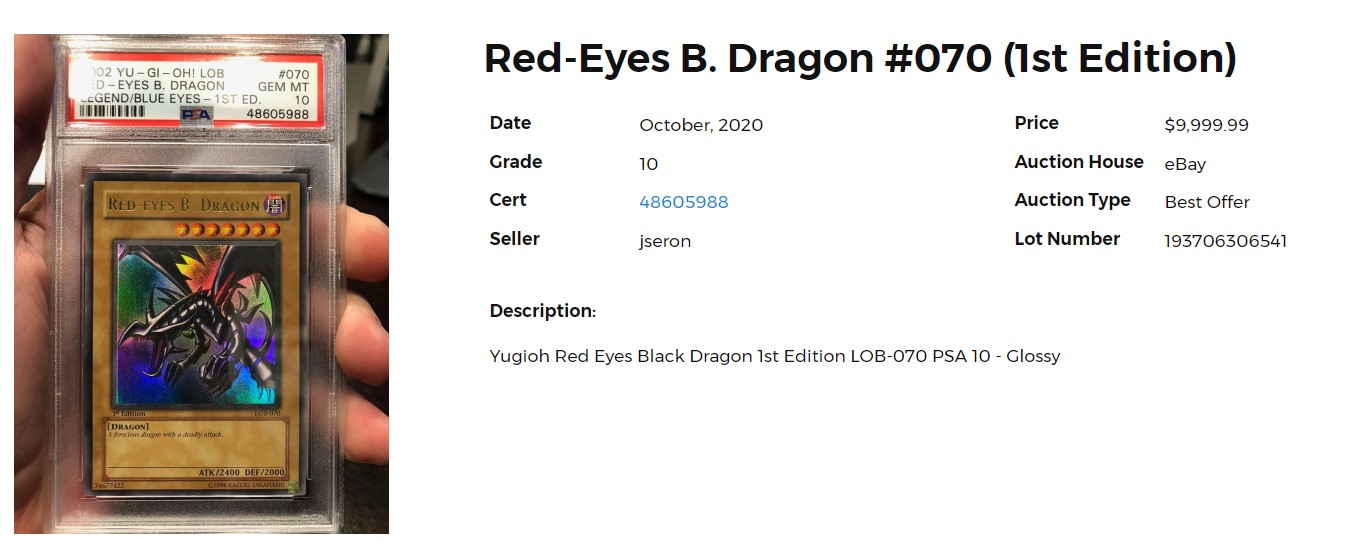 02 YU-GI-OH! LOB #070
ED-EYES B. DRAGON GEM MT
LEGEND/BLUE EYES-1ST ED. 10
PSA 48605988
RED-EYES B. DRAGON 闇
1st Edition LOB-070
[DRAGON]
A ferocious dragon with a deadly attack.
ATK/2400 DEF/2000
74677422 ©1996 KAZUKI TAKAHASHI
Red-Eyes B. Dragon #070 (1st Edition)
Date October, 2020 Price $9,999.99
Grade 10 Auction House eBay
Cert 48605988 Auction Type Best Offer
Seller jseron Lot Number 193706306541
Description:
Yugioh Red Eyes Black Dragon 1st Edition LOB-070 PSA 10 - Glossy